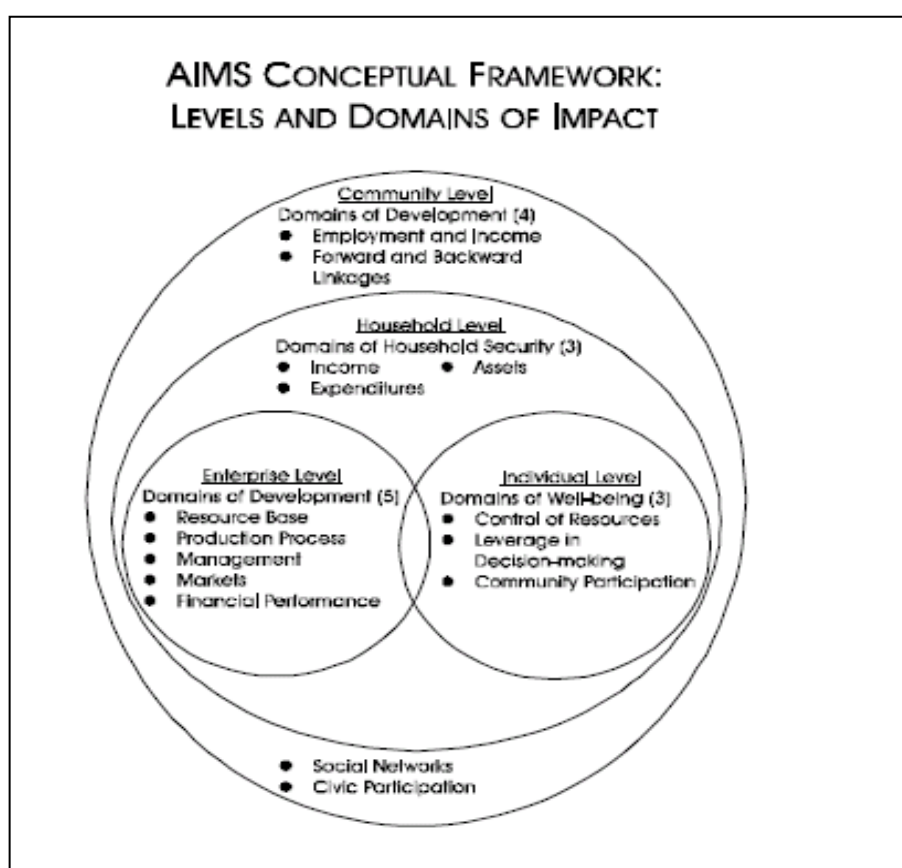 AIMS CONCEPTUAL FRAMEWORK:
LEVELS AND DOMAINS OF IMPACT
Community Level
Domains of Development (4)
● Employment and Income
● Forward and Backward
Linkages
Household Level
Domains of Household Security (3)
● Income ● Assets
● Expenditures
Enterprise Level
Domains of Development (5)
● Resource Base
● Production Process
● Management
● Markets
● Financial Performance
Individual Level
Domains of Well-being (3)
● Control of Resources
● Leverage in
Decision-making
● Community Participation
● Social Networks
● Civic Participation